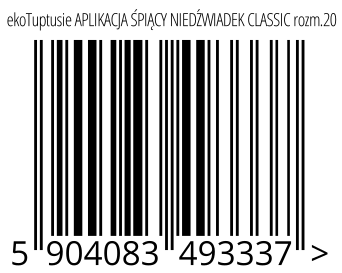 ekoTuptusie APLIKACJA ŚPIĄCY NIEDŹWIADEK CLASSIC rozm.20
5 904083 493337 >